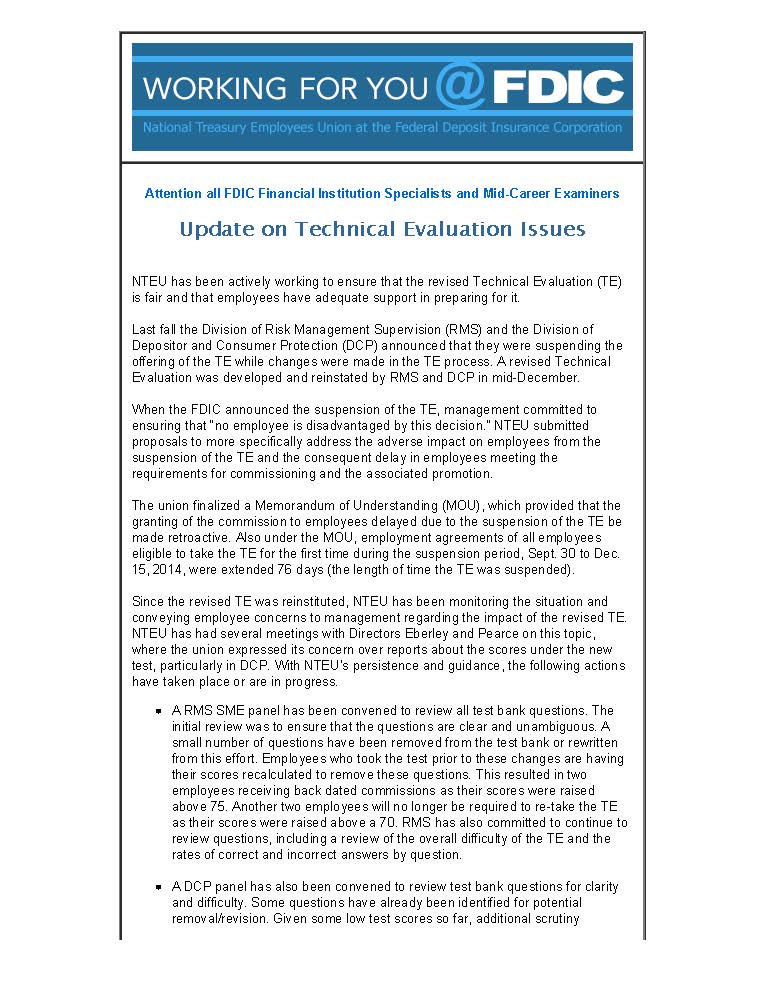 WORKING FOR YOU @ FDIC
National Treasury Employees Union at the Federal Deposit Insurance Corporation
Attention all FDIC Financial Institution Specialists and Mid-Career Examiners
Update on Technical Evaluation Issues
NTEU has been actively working to ensure that the revised Technical Evaluation (TE)
is fair and that employees have adequate support in preparing for it.
Last fall the Division of Risk Management Supervision (RMS) and the Division of
Depositor and Consumer Protection (DCP) announced that they were suspending the
offering of the TE while changes were made in the TE process. A revised Technical
Evaluation was developed and reinstated by RMS and DCP in mid-December.
When the FDIC announced the suspension of the TE, management committed to
ensuring that "no employee is disadvantaged by this decision." NTEU submitted
proposals to more specifically address the adverse impact on employees from the
suspension of the TE and the consequent delay in employees meeting the
requirements for commissioning and the associated promotion.
The union finalized a Memorandum of Understanding (MOU), which provided that the
granting of the commission to employees delayed due to the suspension of the TE be
made retroactive. Also under the MOU, employment agreements of all employees
eligible to take the TE for the first time during the suspension period, Sept. 30 to Dec.
15, 2014, were extended 76 days (the length of time the TE was suspended).
Since the revised TE was reinstituted, NTEU has been monitoring the situation and
conveying employee concerns to management regarding the impact of the revised TE.
NTEU has had several meetings with Directors Eberley and Pearce on this topic,
where the union expressed its concern over reports about the scores under the new
test, particularly in DCP. With NTEU's persistence and guidance, the following actions
have taken place or are in progress.
▪ A RMS SME panel has been convened to review all test bank questions. The
initial review was to ensure that the questions are clear and unambiguous. A
small number of questions have been removed from the test bank or rewritten
from this effort. Employees who took the test prior to these changes are having
their scores recalculated to remove these questions. This resulted in two
employees receiving back dated commissions as their scores were raised
above 75. Another two employees will no longer be required to re-take the TE
as their scores were raised above a 70. RMS has also committed to continue to
review questions, including a review of the overall difficulty of the TE and the
rates of correct and incorrect answers by question.
▪ A DCP panel has also been convened to review test bank questions for clarity
and difficulty. Some questions have already been identified for potential
removal/revision. Given some low test scores so far, additional scrutiny